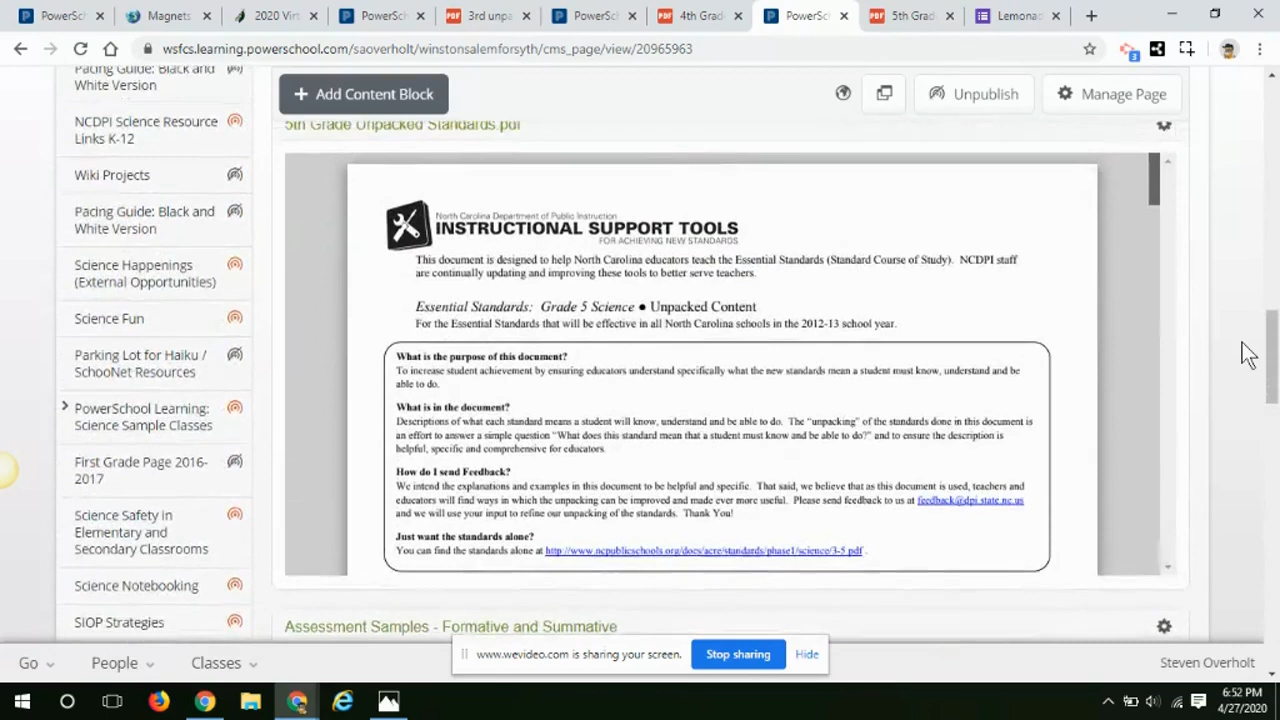 PowerSc
Magnets
2020 Virt
PowerSc
3rd unpa
PowerSc
4th Grad
PowerSc
5th Grad
Lemonad
wsfcs.learning.powerschool.com/saoverholt/winstonsalemforsyth/cms_page/view/20965963
3
Pacing Guide: Black and
White Version
NCDPI Science Resource
Links K-12
Wiki Projects
Pacing Guide: Black and
White Version
Science Happenings
(External Opportunities)
Science Fun
Parking Lot for Haiku /
SchooNet Resources
PowerSchool Learning:
Science Sample Classes
First Grade Page 2016-
2017
Science Safety in
Elementary and
Secondary Classrooms
Science Notebooking
SIOP Strategies
+ Add Content Block
Unpublish
Manage Page
5th Grade Unpacked Standards.pdf
North Carolina Department of Public Instruction
INSTRUCTIONAL SUPPORT TOOLS
FOR ACHIEVING NEW STANDARDS
This document is designed to help North Carolina educators teach the Essential Standards (Standard Course of Study). NCDPI staff
are continually updating and improving these tools to better serve teachers.
Essential Standards: Grade 5 Science ● Unpacked Content
For the Essential Standards that will be effective in all North Carolina schools in the 2012-13 school year.
What is the purpose of this document?
To increase student achievement by ensuring educators understand specifically what the new standards mean a student must know, understand and be
able to do.
What is in the document?
Descriptions of what each standard means a student will know, understand and be able to do. The "unpacking" of the standards done in this document is
an effort to answer a simple question "What does this standard mean that a student must know and be able to do?" and to ensure the description is
helpful, specific and comprehensive for educators.
How do I send Feedback?
We intend the explanations and examples in this document to be helpful and specific. That said, we believe that as this document is used, teachers and
educators will find ways in which the unpacking can be improved and made ever more useful. Please send feedback to us at feedback@dpi.state.nc.us
and we will use your input to refine our unpacking of the standards. Thank You!
Just want the standards alone?
You can find the standards alone at http://www.ncpublicschools.org/docs/acre/standards/phase1/science/3-5.pdf .
Assessment Samples - Formative and Summative
www.wevideo.com is sharing your screen.
Stop sharing
Hide
Go
People
Classes
Steven Overholt
6:52 PM
4/27/2020